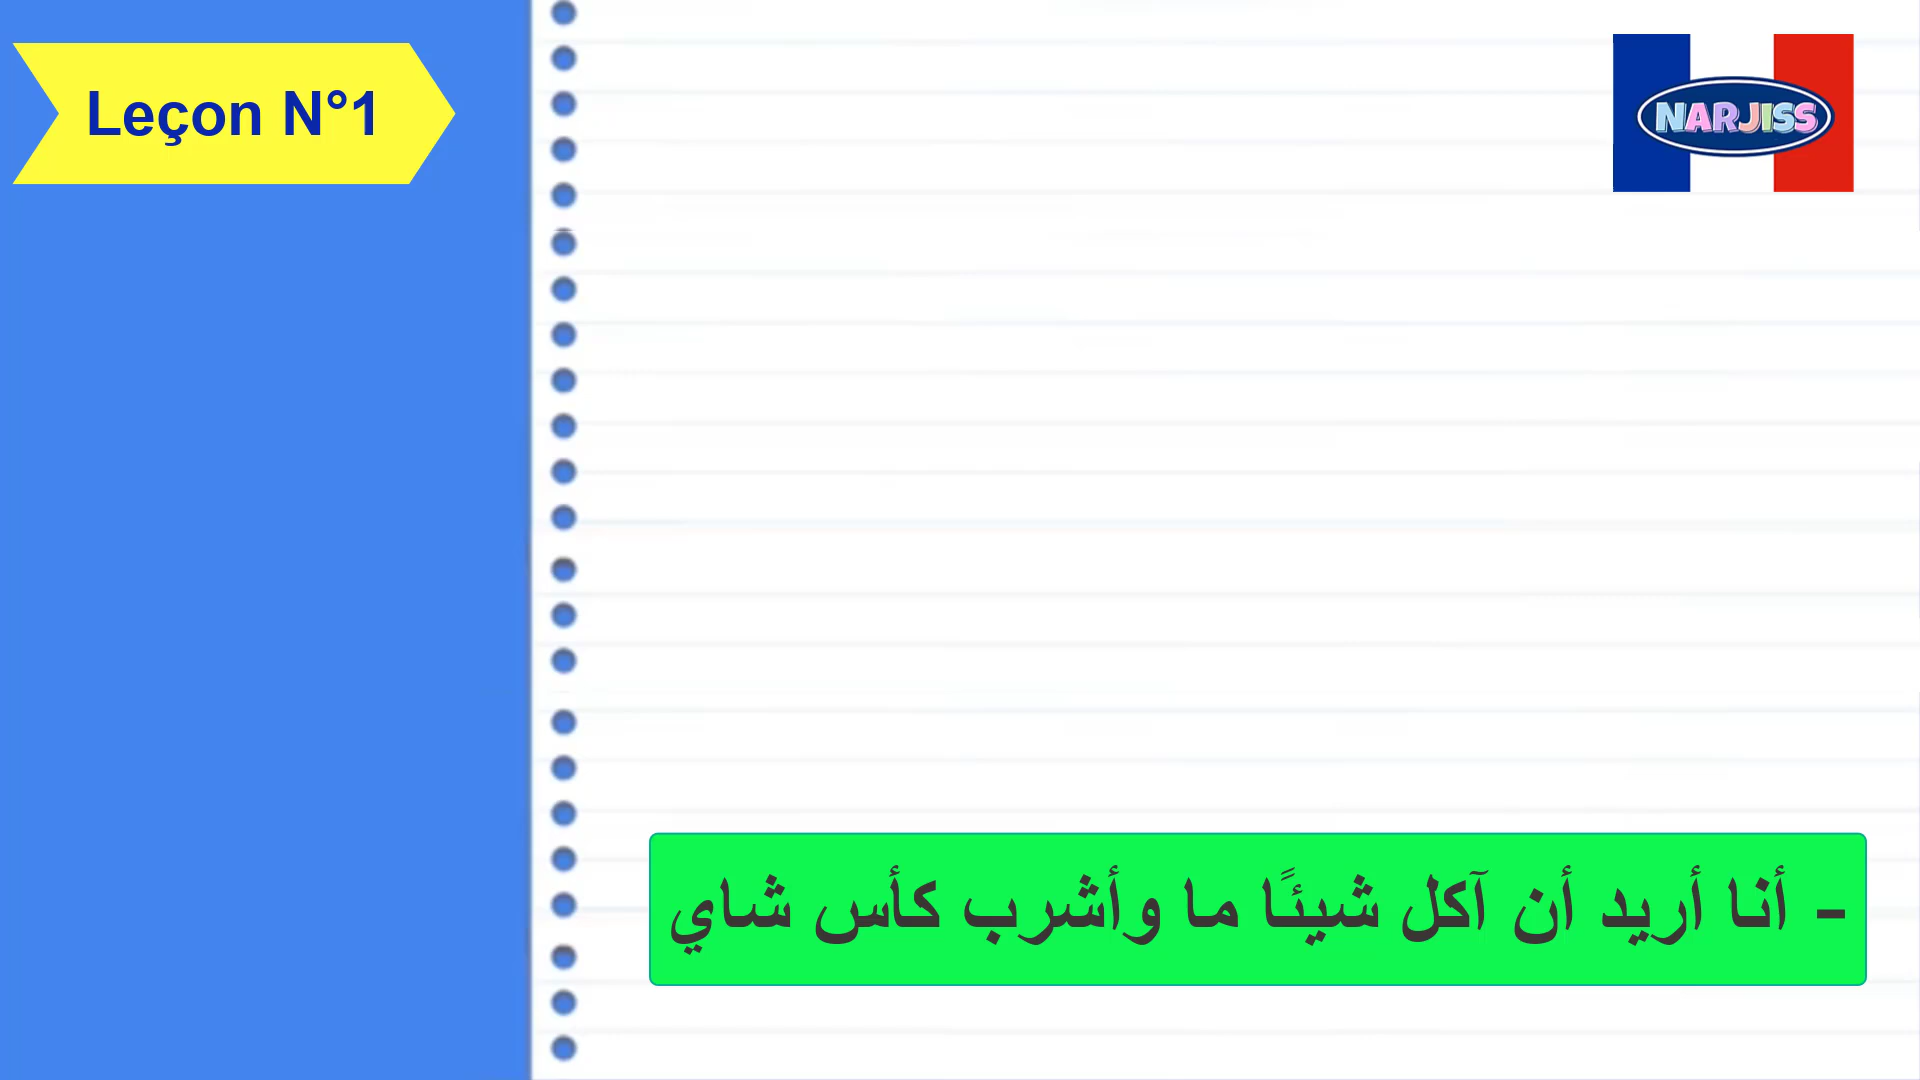 Leçon N°1
NARJISS
- أنا أريد أن آكل شيئًا ما وأشرب كأس شاي